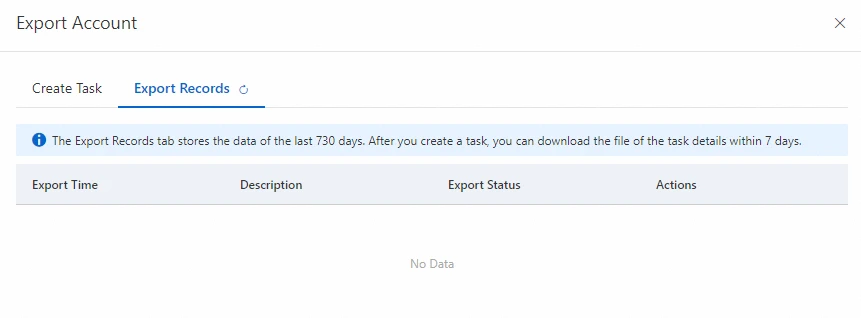 Export Account
Create Task Export Records
The Export Records tab stores the data of the last 730 days. After you create a task, you can download the file of the task details within 7 days.
Export Time Description Export Status Actions
No Data